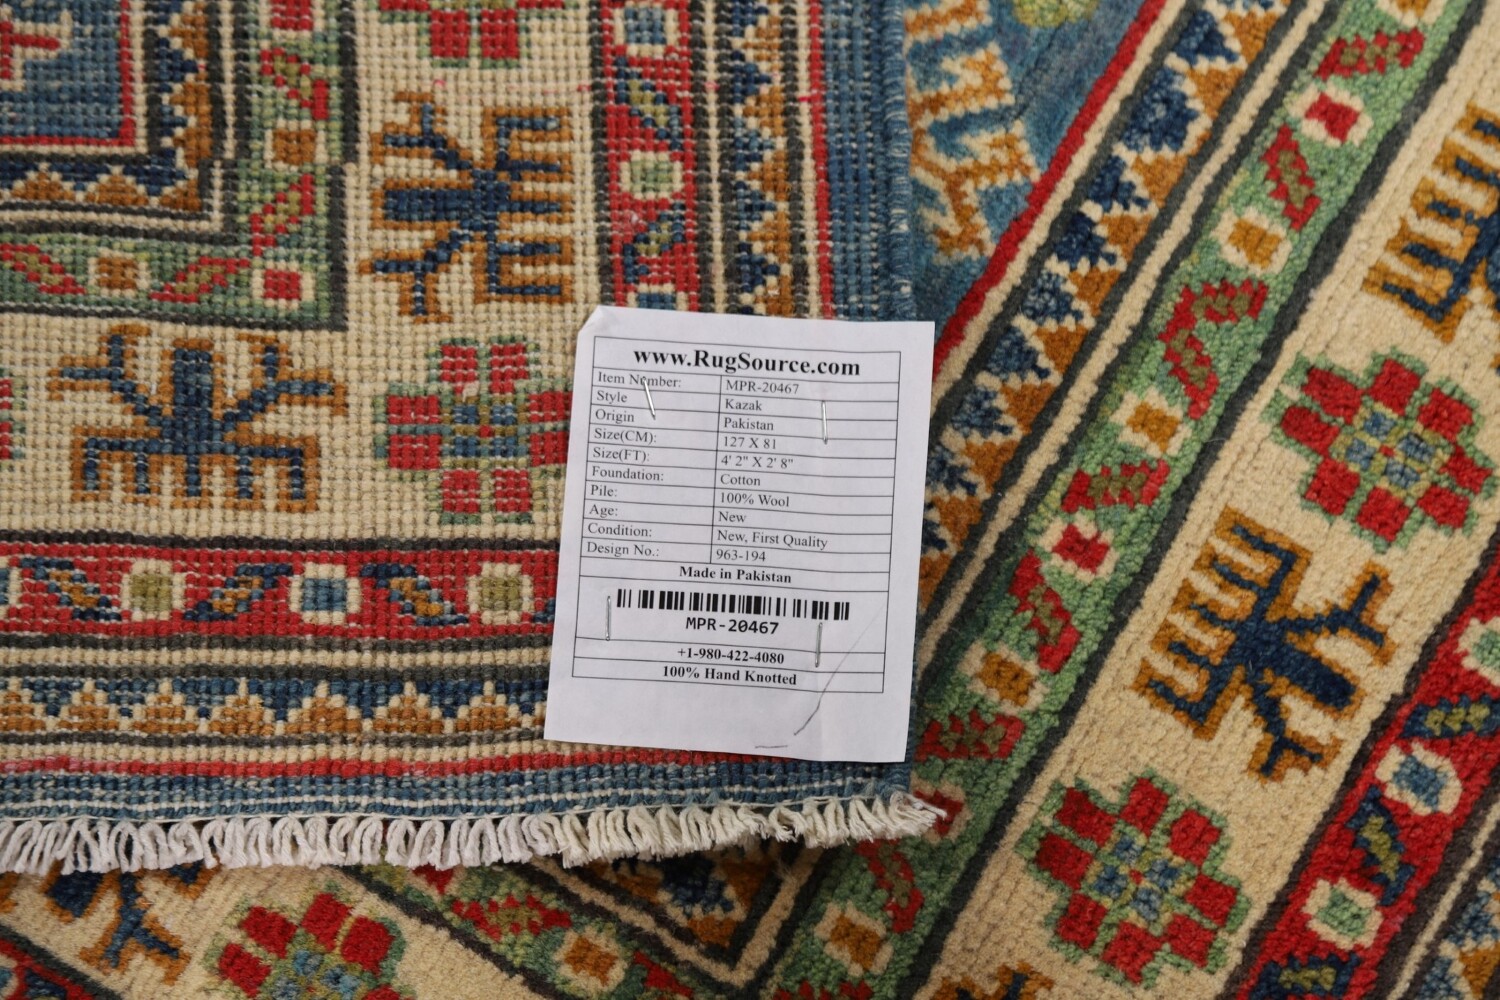 www.RugSource.com
Item Number: MPR-20467
Style Kazak
Origin Pakistan
Size(CM): 127 X 81
Size(FT): 4' 2" X 2' 8"
Foundation: Cotton
Pile: 100% Wool
Age: New
Condition: New, First Quality
Design No.: 963-194
Made in Pakistan
MPR-20467
+1-980-422-4080
100% Hand Knotted